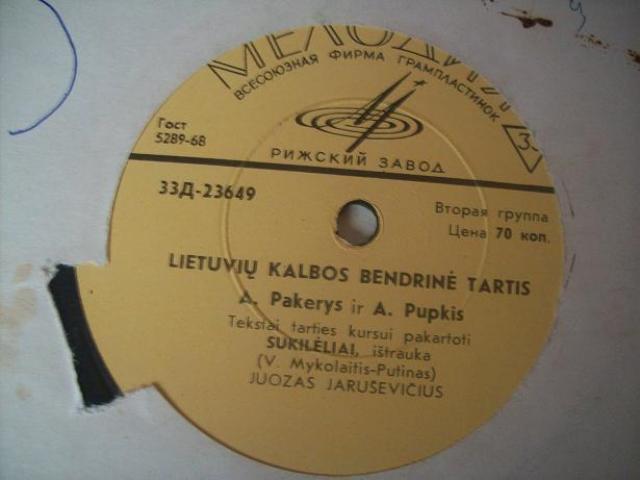 МЕЛОДИЯ
ВСЕСОЮЗНАЯ ФИРМА ГРАМПЛАСТИНОК
Гост
5289-68
РИЖСКИЙ ЗАВОД
33Д-23649
Вторая группа
Цена 70 коп.
LIETUVIŲ KALBOS BENDRINĖ TARTIS
A. Pakerys ir A. Pupkis
Tekstai tarties kursui pakartoti
SUKILĖLIAI, ištrauka
(V. Mykolaitis-Putinas)
JUOZAS JARUŠEVIČIUS